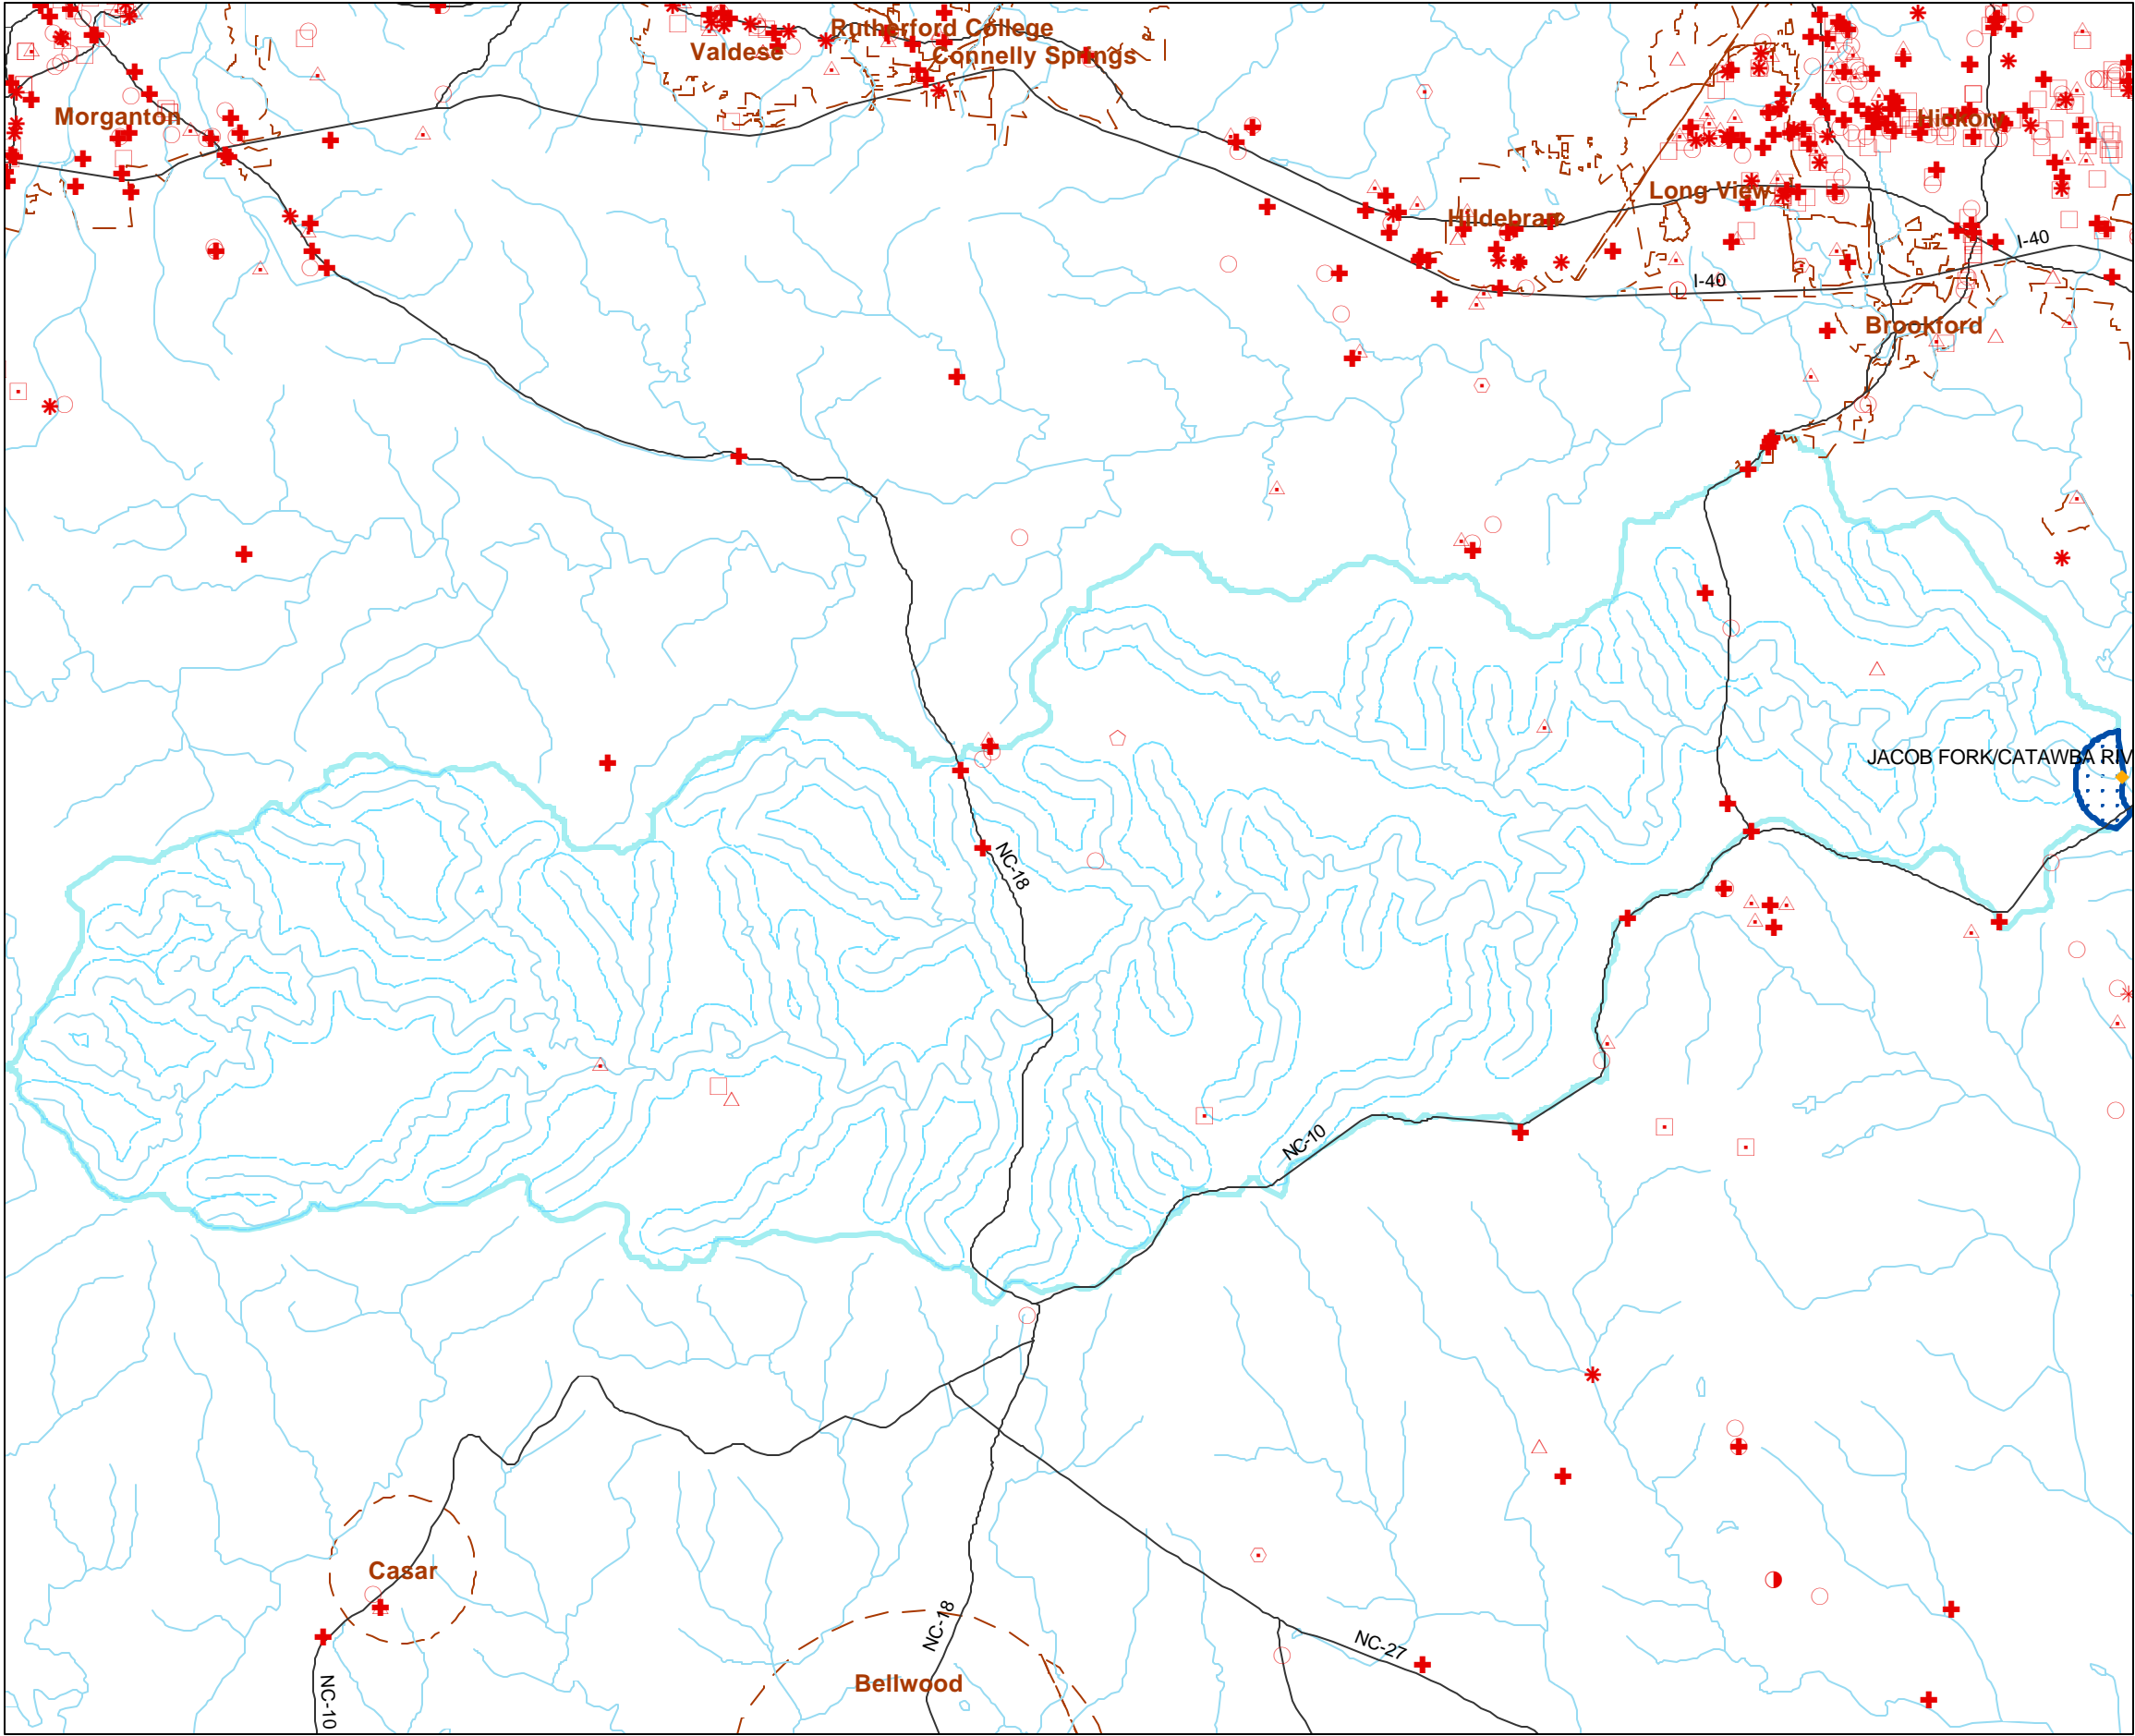 Rutherford College
Valdese
Connelly Springs
Morganton
Hickory
Long View
Hildebran
I-40
I-40
Brookford
JACOB FORK/CATAWBA RIV
NC-18
NC-10
Casar
NC-18
NC-27
Bellwood
NC-10